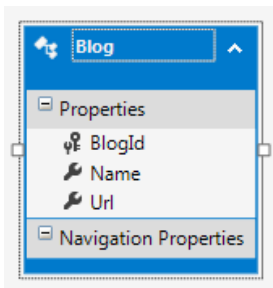 Blog
Properties
BlogId
Name
Url
Navigation Properties